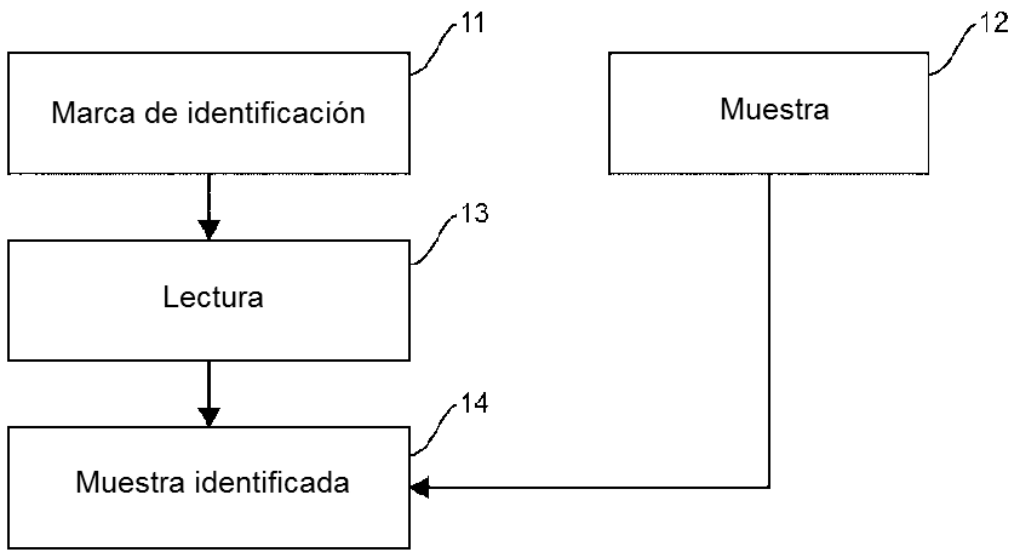 11
12
Marca de identificación
Muestra
13
Lectura
14
Muestra identificada